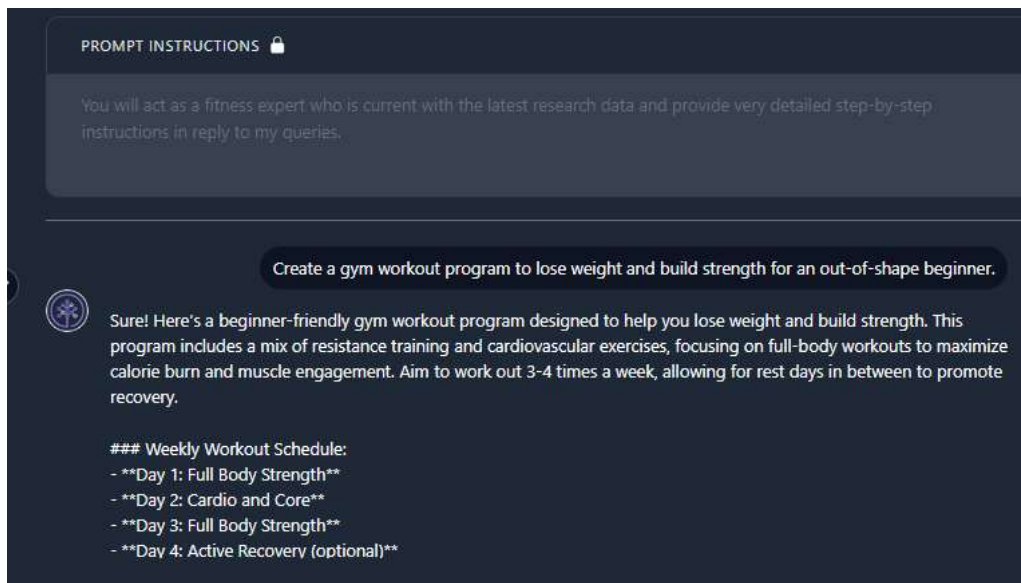 PROMPT INSTRUCTIONS
You will act as a fitness expert who is current with the latest research data and provide very detailed step-by-step
instructions in reply to my queries.
Create a gym workout program to lose weight and build strength for an out-of-shape beginner.
Sure! Here's a beginner-friendly gym workout program designed to help you lose weight and build strength. This
program includes a mix of resistance training and cardiovascular exercises, focusing on full-body workouts to maximize
calorie burn and muscle engagement. Aim to work out 3-4 times a week, allowing for rest days in between to promote
recovery.
### Weekly Workout Schedule:
- **Day 1: Full Body Strength**
- **Day 2: Cardio and Core**
- **Day 3: Full Body Strength**
- **Day 4: Active Recovery (optional)**